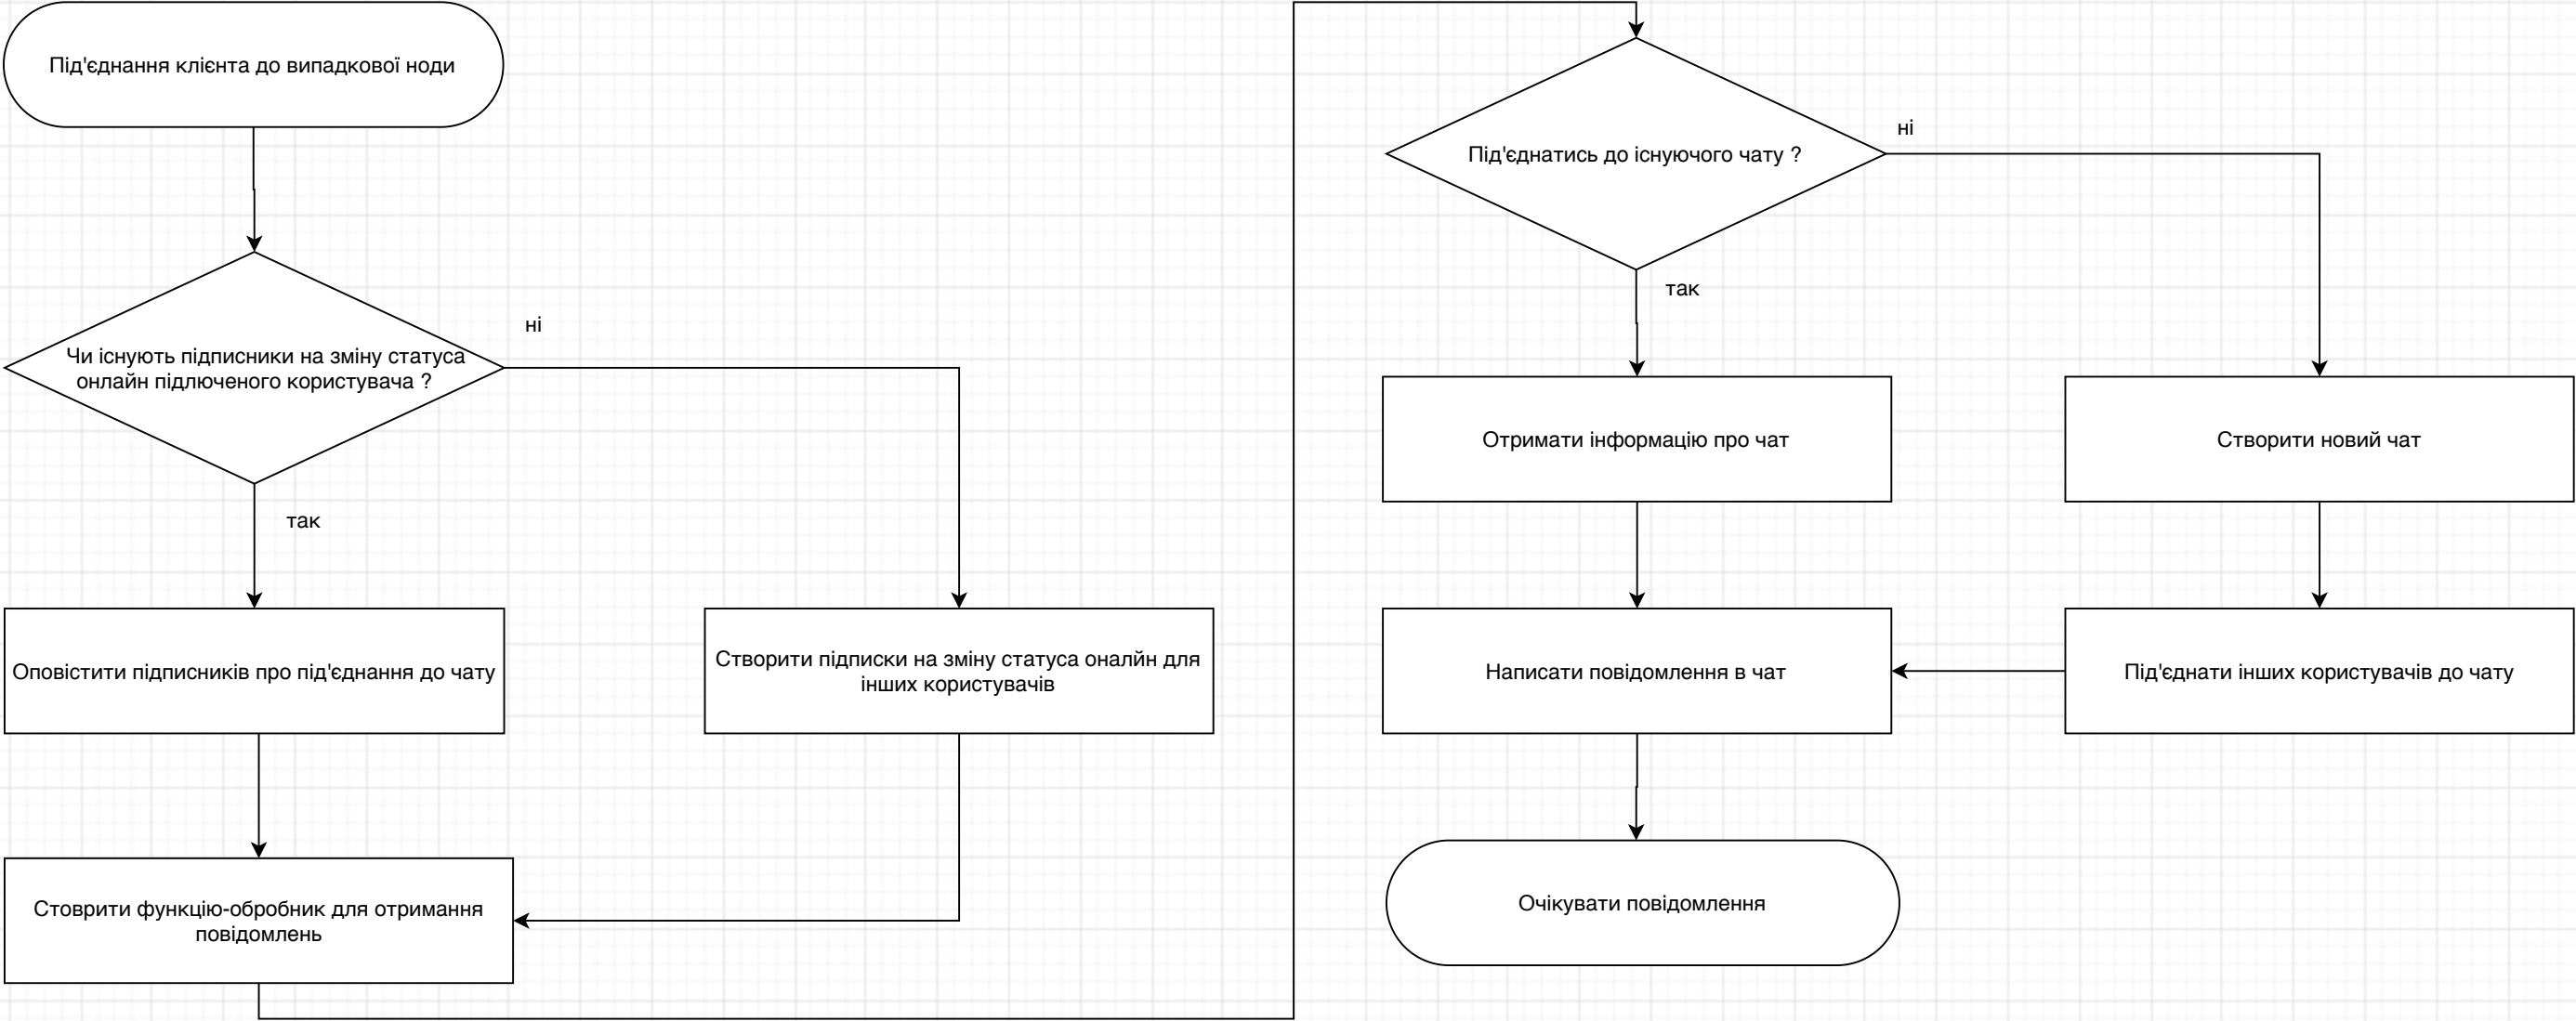 Під'єднання клієнта до випадкової ноди
Чи існують підписники на зміну статуса
онлайн підлюченого користувача ?
ні
так
Оповістити підписників про під'єднання до чату
Створити підписки на зміну статуса оналйн для
інших користувачів
Стоврити функцію-обробник для отримання
повідомлень
Під'єднатись до існуючого чату ?
ні
так
Отримати інформацію про чат
Створити новий чат
Написати повідомлення в чат
Під'єднати інших користувачів до чату
Очікувати повідомлення